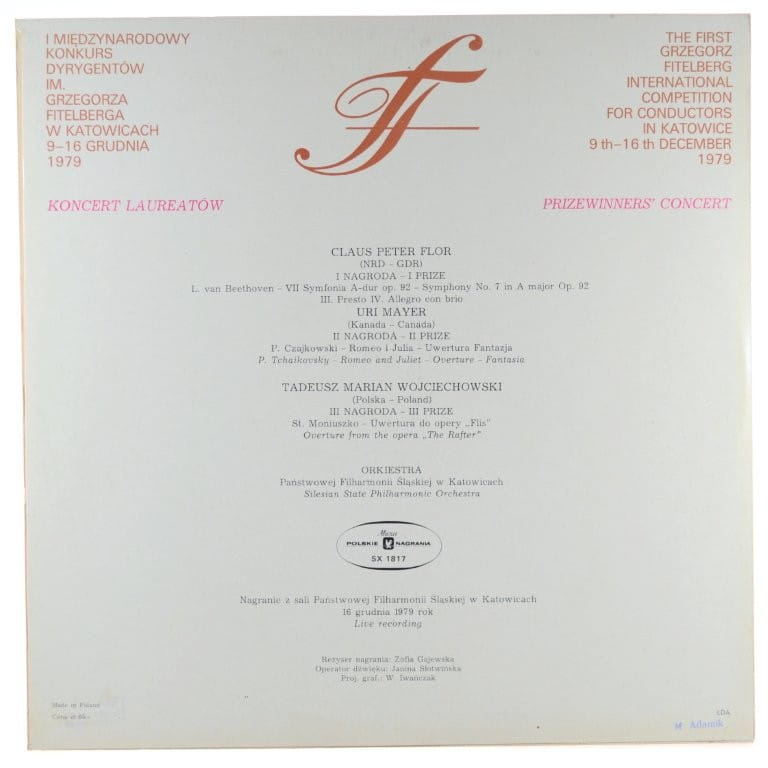 I MIĘDZYNARODOWY
KONKURS
DYRYGENTÓW
IM.
GRZEGORZA
FITELBERGA
W KATOWICACH
9–16 GRUDNIA
1979
THE FIRST
GRZEGORZ
FITELBERG
INTERNATIONAL
COMPETITION
FOR CONDUCTORS
IN KATOWICE
9 th–16 th DECEMBER
1979
KONCERT LAUREATÓW
PRIZEWINNERS' CONCERT
CLAUS PETER FLOR
(NRD – GDR)
I NAGRODA – I PRIZE
L. van Beethoven – VII Symfonia A-dur op. 92 – Symphony No. 7 in A major Op. 92
III. Presto IV. Allegro con brio
URI MAYER
(Kanada – Canada)
II NAGRODA – II PRIZE
P. Czajkowski – Romeo i Julia – Uwertura Fantazja
P. Tchaikovsky – Romeo and Juliet – Overture – Fantasia
TADEUSZ MARIAN WOJCIECHOWSKI
(Polska – Poland)
III NAGRODA – III PRIZE
St. Moniuszko – Uwertura do opery „Flis"
Overture from the opera „The Rafter"
ORKIESTRA
Państwowej Filharmonii Śląskiej w Katowicach
Silesian State Philharmonic Orchestra
Muza
POLSKIE NAGRANIA
SX 1817
Nagranie z sali Państwowej Filharmonii Śląskiej w Katowicach
16 grudnia 1979 rok
Live recording
Reżyser nagrania: Zofia Gajewska
Operator dźwięku: Janina Słotwińska
Proj. graf.: W. Iwańczak
Made in Poland
Cena zł 65.-
LDA
M Adamik